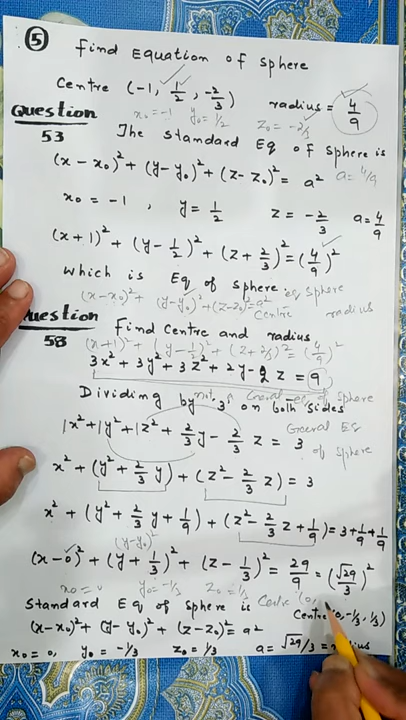 ⑤ Find Equation of Sphere
Centre (-1, 1/2, -2/3) radius = 4/9
x₀ = -1 y₀ = 1/2 z₀ = -2/3
Question 53
The Standard Eq of Sphere is
(x - x₀)² + (y - y₀)² + (z - z₀)² = a² a = 4/9
x₀ = -1 , y = 1/2 z = -2/3 a = 4/9
(x + 1)² + (y - 1/2)² + (z + 2/3)² = (4/9)²
which is Eq of Sphere. eq sphere
(x - x₀)² + (y - y₀)² + (z - z₀)² = a² Centre radius
Question 58
Find Centre and radius
(x + 1)² + (y - 1/2)² + (z + 2/3)² = (4/9)²
3x² + 3y² + 3z² + 2y - 2z = 9
not General eq of Sphere
Dividing by 3 on both sides
1x² + 1y² + 1z² + 2/3 y - 2/3 z = 3 General Eq of Sphere
x² + (y² + 2/3 y) + (z² - 2/3 z) = 3
x² + (y² + 2/3 y + 1/9) + (z² - 2/3 z + 1/9) = 3 + 1/9 + 1/9
(y - y₀)²
(x - 0)² + (y + 1/3)² + (z - 1/3)² = 29/9 = (√29/3)²
x₀ = 0 y₀ = -1/3 z₀ = 1/3 Centre (0,
Standard Eq of Sphere is Centre (0, -1/3, 1/3)
(x - x₀)² + (y - y₀)² + (z - z₀)² = a²
x₀ = 0, y₀ = -1/3 z₀ = 1/3 a = √29/3 = radius